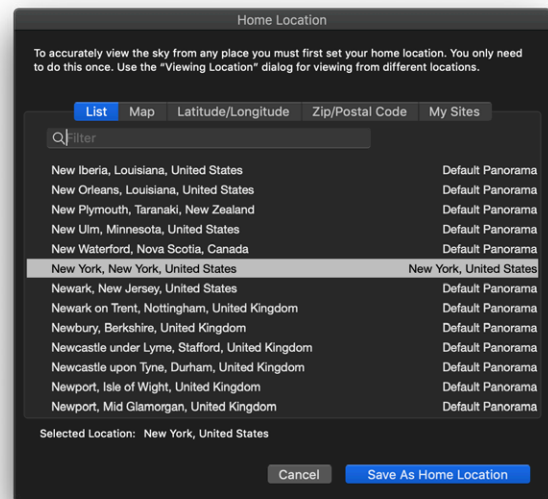 Home Location
To accurately view the sky from any place you must first set your home location. You only need
to do this once. Use the “Viewing Location” dialog for viewing from different locations.
List Map Latitude/Longitude Zip/Postal Code My Sites
Filter
New Iberia, Louisiana, United States Default Panorama
New Orleans, Louisiana, United States Default Panorama
New Plymouth, Taranaki, New Zealand Default Panorama
New Ulm, Minnesota, United States Default Panorama
New Waterford, Nova Scotia, Canada Default Panorama
New York, New York, United States New York, United States
Newark, New Jersey, United States Default Panorama
Newark on Trent, Nottingham, United Kingdom Default Panorama
Newbury, Berkshire, United Kingdom Default Panorama
Newcastle under Lyme, Stafford, United Kingdom Default Panorama
Newcastle upon Tyne, Durham, United Kingdom Default Panorama
Newport, Isle of Wight, United Kingdom Default Panorama
Newport, Mid Glamorgan, United Kingdom Default Panorama
Selected Location: New York, United States
Cancel Save As Home Location